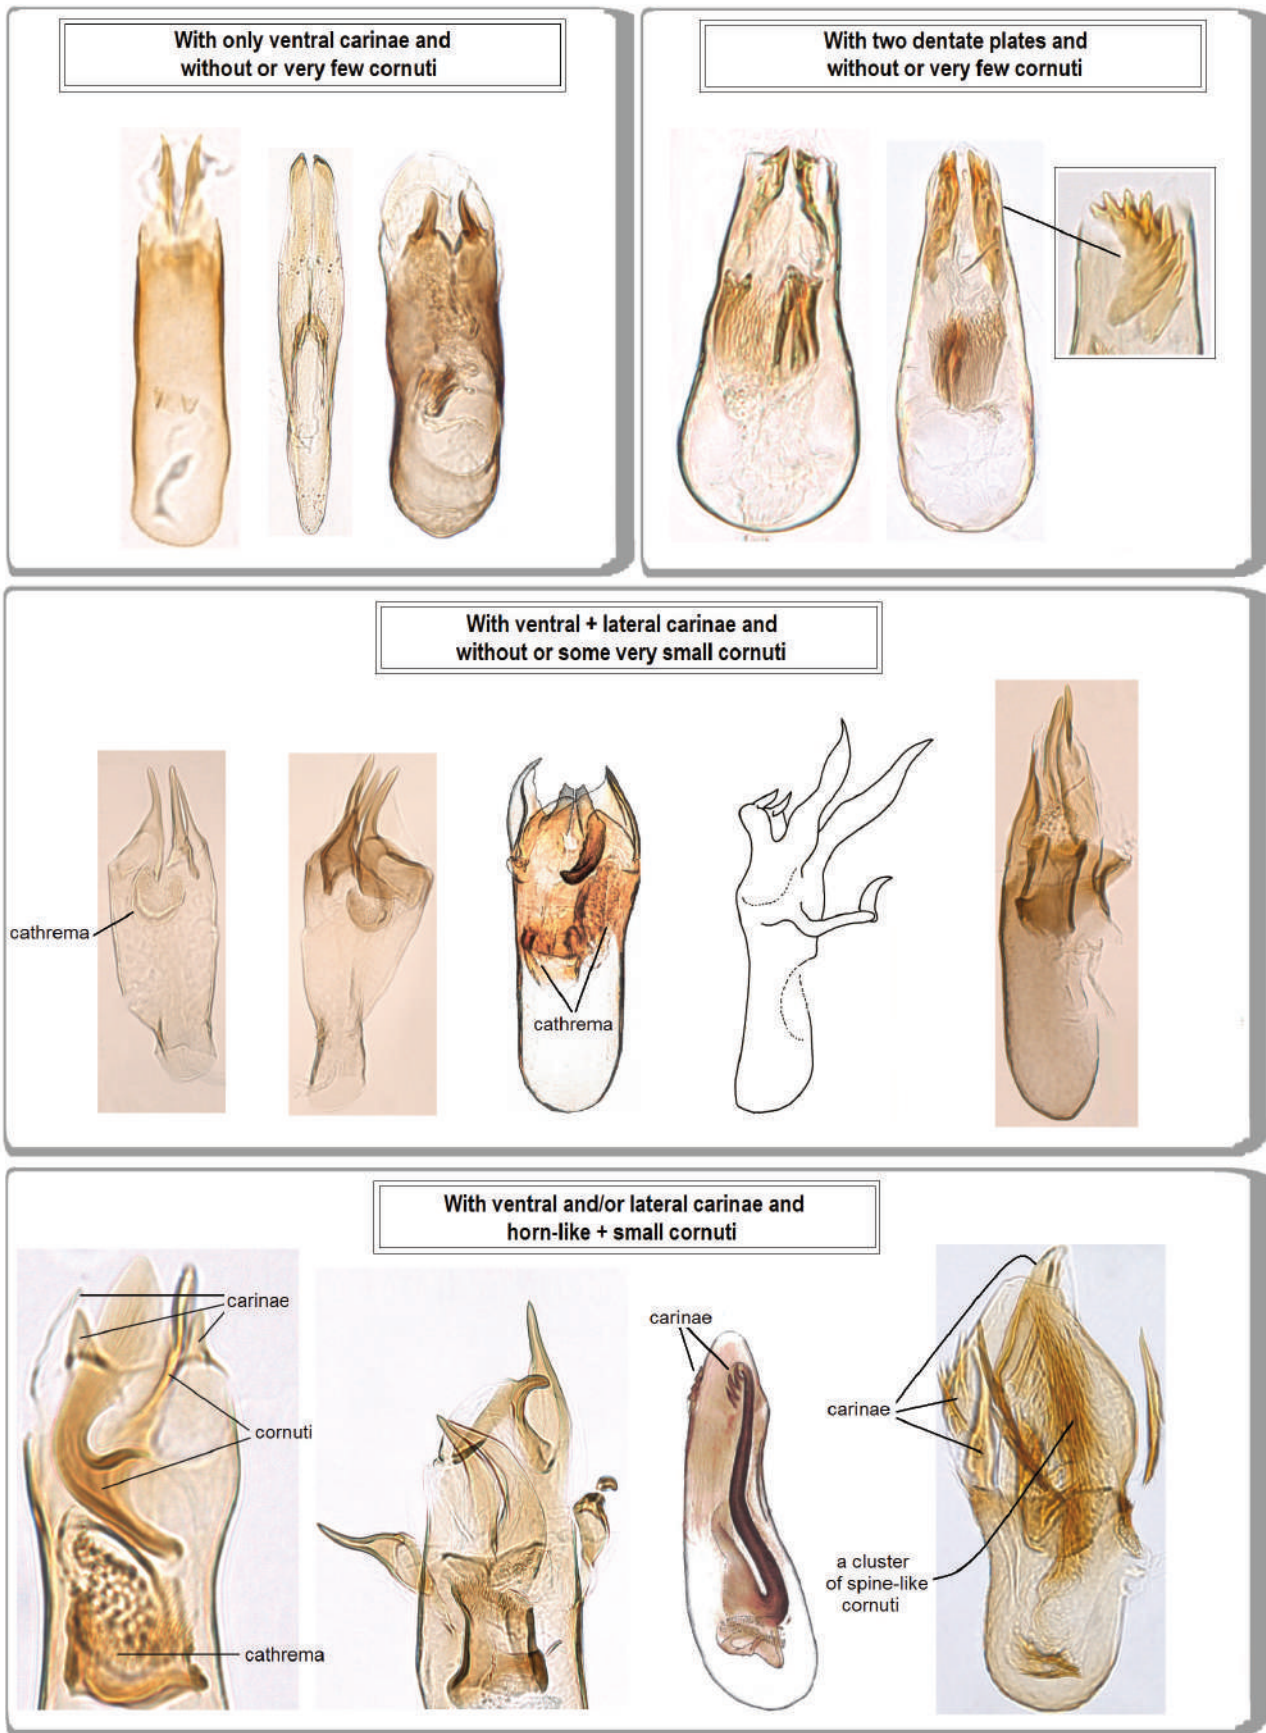 With only ventral carinae and
without or very few cornuti
With two dentate plates and
without or very few cornuti
With ventral + lateral carinae and
without or some very small cornuti
cathrema
cathrema
With ventral and/or lateral carinae and
horn-like + small cornuti
carinae
cornuti
cathrema
carinae
carinae
a cluster
of spine-like
cornuti